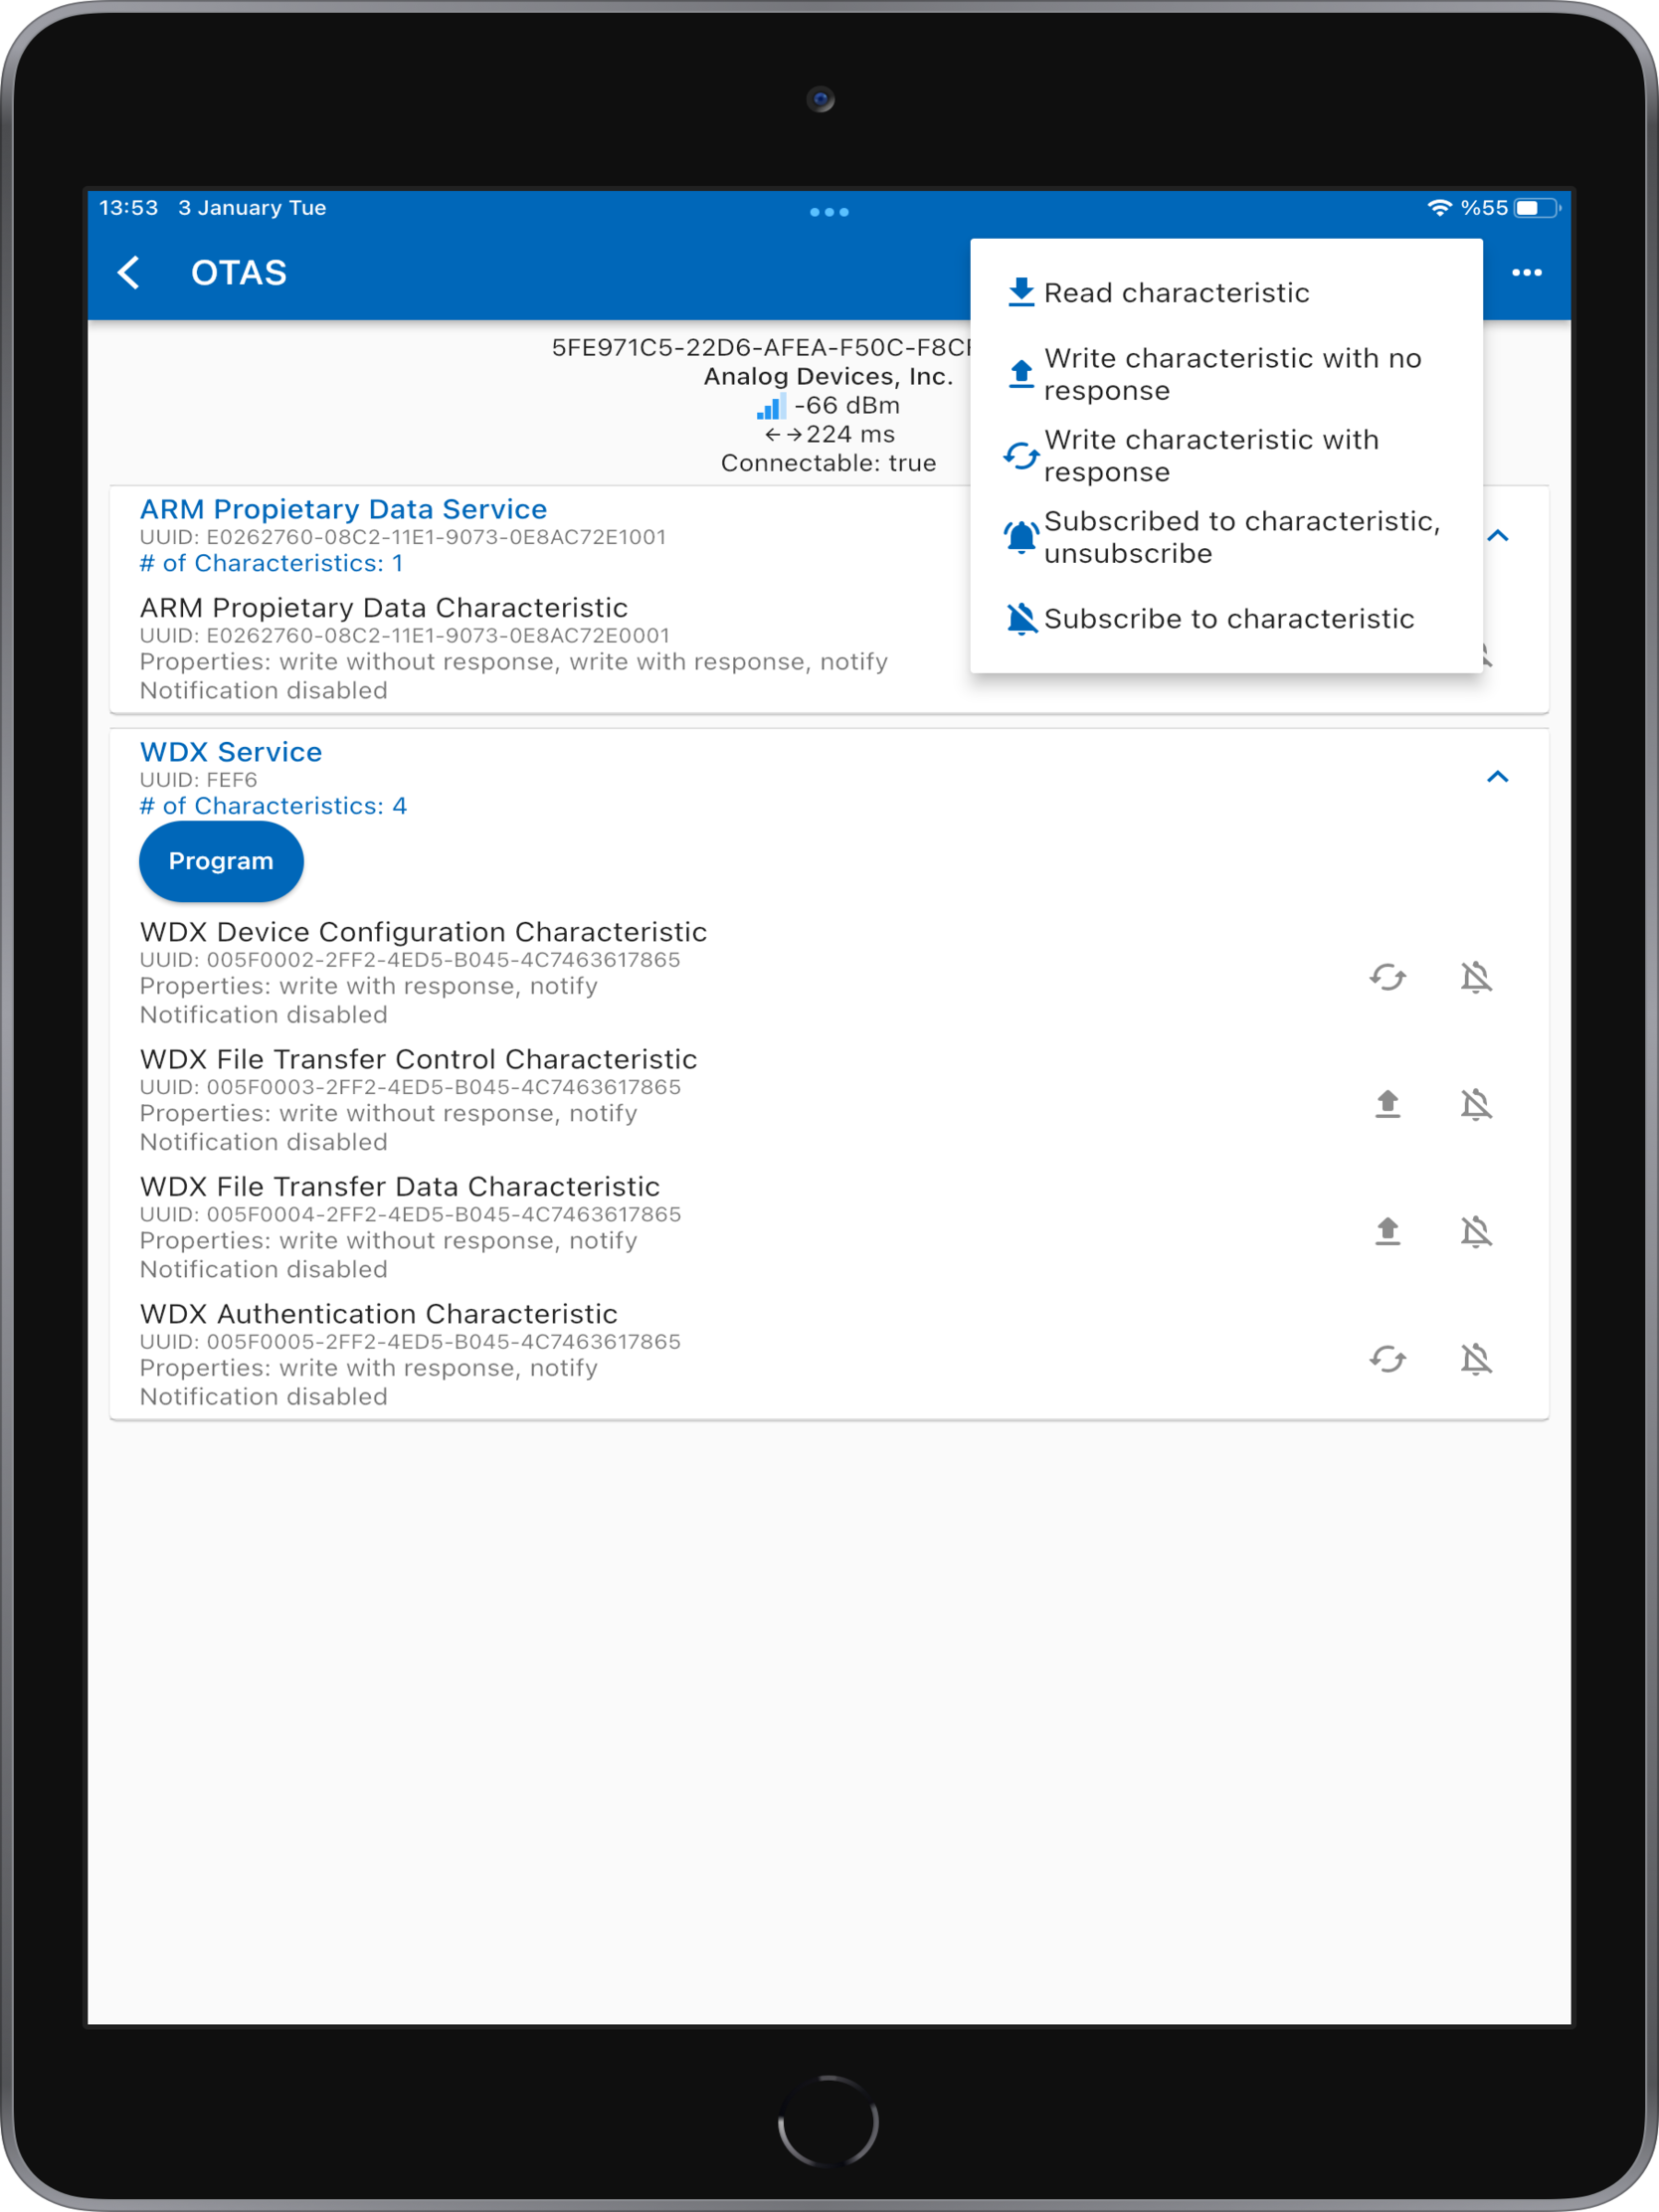 13:53 3 January Tue
%55
OTAS
Read characteristic
Write characteristic with no
response
Write characteristic with
response
Subscribed to characteristic,
unsubscribe
Subscribe to characteristic
5FE971C5-22D6-AFEA-F50C-F8C
Analog Devices, Inc.
-66 dBm
224 ms
Connectable: true
ARM Propietary Data Service
UUID: E0262760-08C2-11E1-9073-0E8AC72E1001
# of Characteristics: 1
ARM Propietary Data Characteristic
UUID: E0262760-08C2-11E1-9073-0E8AC72E0001
Properties: write without response, write with response, notify
Notification disabled
WDX Service
UUID: FEF6
# of Characteristics: 4
Program
WDX Device Configuration Characteristic
UUID: 005F0002-2FF2-4ED5-B045-4C7463617865
Properties: write with response, notify
Notification disabled
WDX File Transfer Control Characteristic
UUID: 005F0003-2FF2-4ED5-B045-4C7463617865
Properties: write without response, notify
Notification disabled
WDX File Transfer Data Characteristic
UUID: 005F0004-2FF2-4ED5-B045-4C7463617865
Properties: write without response, notify
Notification disabled
WDX Authentication Characteristic
UUID: 005F0005-2FF2-4ED5-B045-4C7463617865
Properties: write with response, notify
Notification disabled